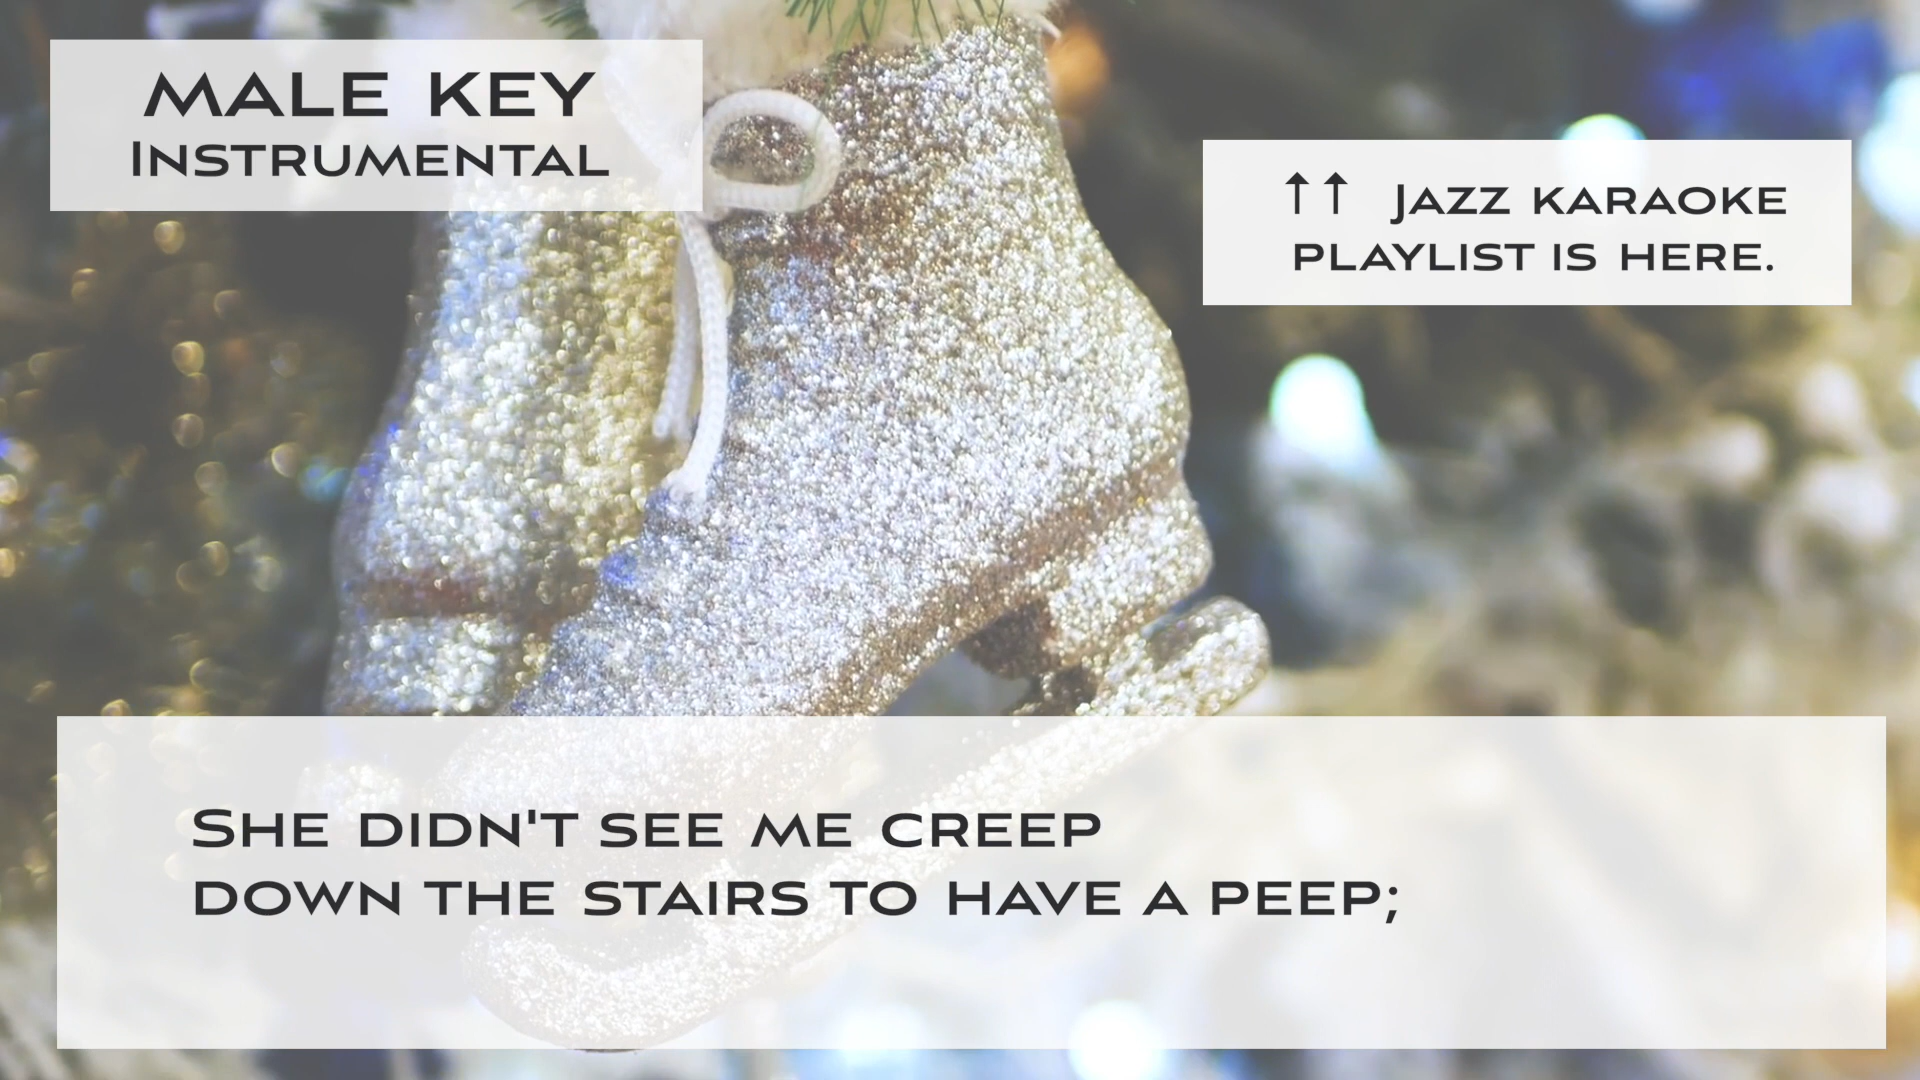 MALE KEY
INSTRUMENTAL
↑↑ JAZZ KARAOKE
PLAYLIST IS HERE.
SHE DIDN'T SEE ME CREEP
DOWN THE STAIRS TO HAVE A PEEP;